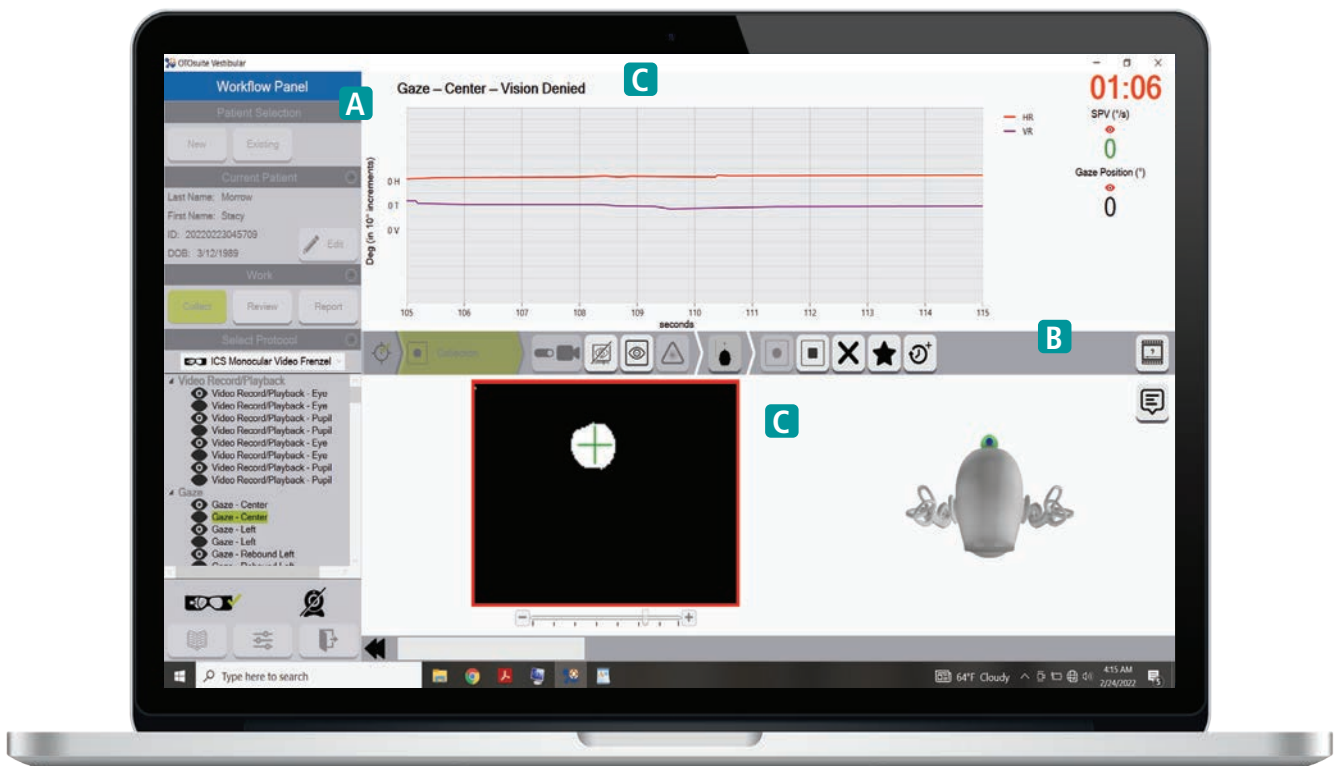 OTOsuite Vestibular
Workflow Panel
A
Patient Selection
New
Existing
Current Patient
Last Name: Morrow
First Name: Stacy
ID: 20220223045709
DOB: 3/12/1989
Edit
Work
Collect
Review
Report
Select Protocol
ICS Monocular Video Frenzel
Video Record/Playback
Video Record/Playback - Eye
Video Record/Playback - Eye
Video Record/Playback - Pupil
Video Record/Playback - Pupil
Video Record/Playback - Eye
Video Record/Playback - Eye
Video Record/Playback - Pupil
Video Record/Playback - Pupil
Gaze
Gaze - Center
Gaze - Center
Gaze - Left
Gaze - Left
Gaze - Rebound Left
Gaze - Rebound Left
Gaze – Center – Vision Denied
C
01:06
HR
VR
SPV (°/s)
0
Gaze Position (°)
0
Deg (in 10° increments)
0 H
0 T
0 V
105 106 107 108 109 110 111 112 113 114 115
seconds
B
Collection
?
C
Type here to search
64°F Cloudy
4:15 AM
2/24/2022
5